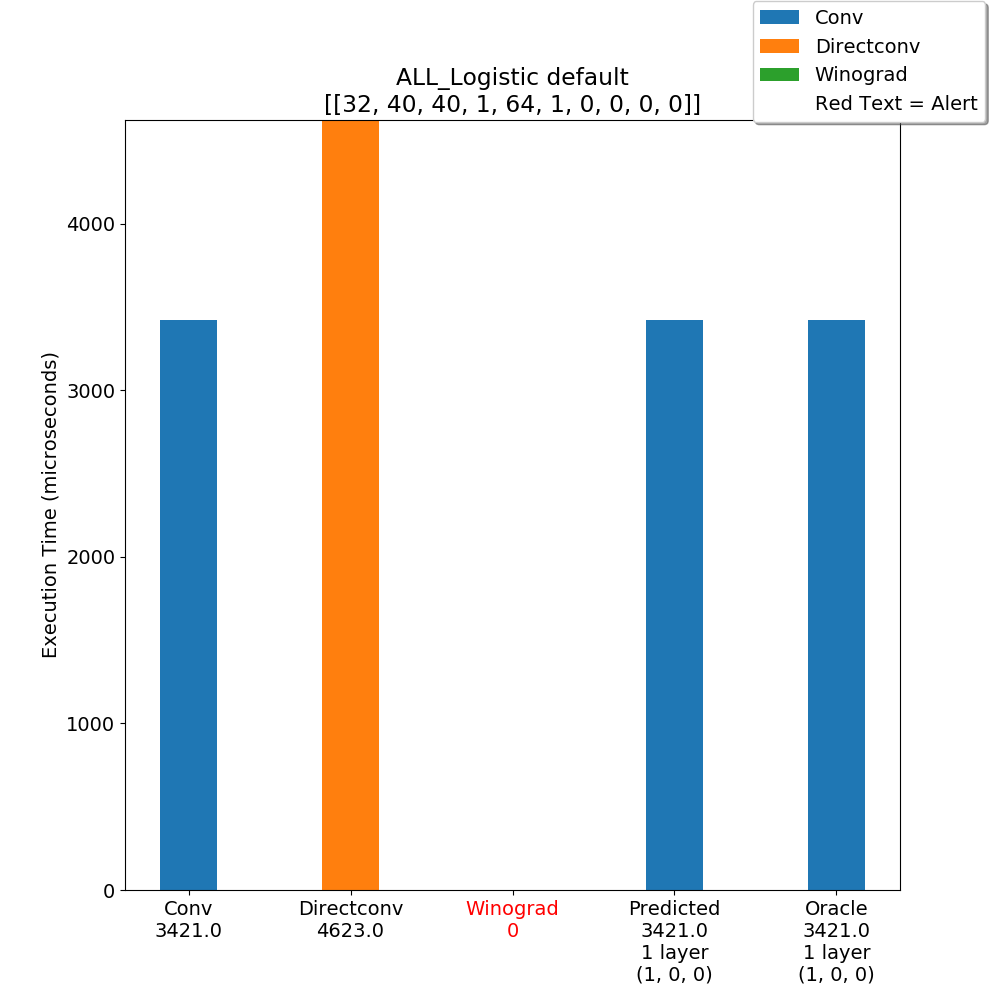 Conv
Directconv
Winograd
Red Text = Alert
ALL_Logistic default
[[32, 40, 40, 1, 64, 1, 0, 0, 0, 0]]
Execution Time (microseconds)
4000
3000
2000
1000
0
Conv
3421.0
Directconv
4623.0
Winograd
0
Predicted
3421.0
1 layer
(1, 0, 0)
Oracle
3421.0
1 layer
(1, 0, 0)